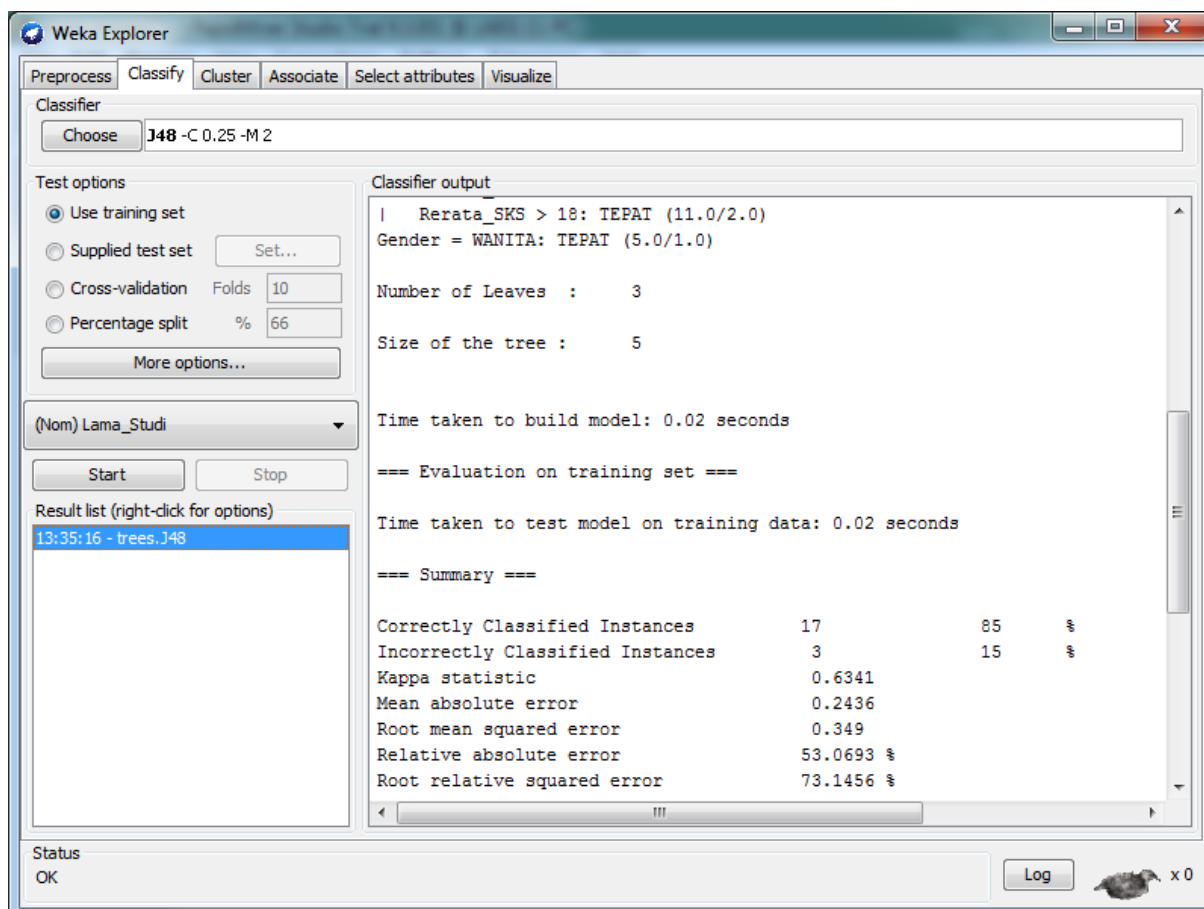 Weka Explorer
Preprocess Classify Cluster Associate Select attributes Visualize
Classifier
Choose J48 -C 0.25 -M 2
Test options
Use training set
Supplied test set Set...
Cross-validation Folds 10
Percentage split % 66
More options...
(Nom) Lama_Studi
Start Stop
Result list (right-click for options)
13:35:16 - trees.J48
Classifier output
| Rerata_SKS > 18: TEPAT (11.0/2.0)
Gender = WANITA: TEPAT (5.0/1.0)
Number of Leaves : 3
Size of the tree : 5
Time taken to build model: 0.02 seconds
=== Evaluation on training set ===
Time taken to test model on training data: 0.02 seconds
=== Summary ===
Correctly Classified Instances 17 85 %
Incorrectly Classified Instances 3 15 %
Kappa statistic 0.6341
Mean absolute error 0.2436
Root mean squared error 0.349
Relative absolute error 53.0693 %
Root relative squared error 73.1456 %
Status
OK
Log x 0